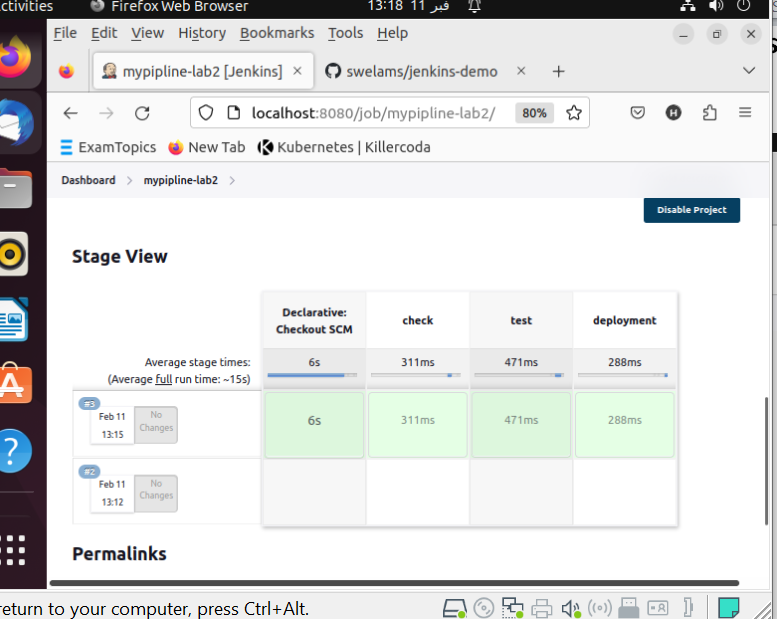 ctivities Firefox Web Browser 13:18 11 فبر
File Edit View History Bookmarks Tools Help
mypipline-lab2 [Jenkins] × swelams/jenkins-demo × +
localhost:8080/job/mypipline-lab2/ 80% H
ExamTopics New Tab Kubernetes | Killercoda
Dashboard > mypipline-lab2 >
Disable Project
Stage View
Declarative: Checkout SCM
check
test
deployment
Average stage times:
6s 311ms 471ms 288ms
(Average full run time: ~15s)
#3
Feb 11
13:15
No Changes
6s 311ms 471ms 288ms
#2
Feb 11
13:12
No Changes
Permalinks
return to your computer, press Ctrl+Alt.